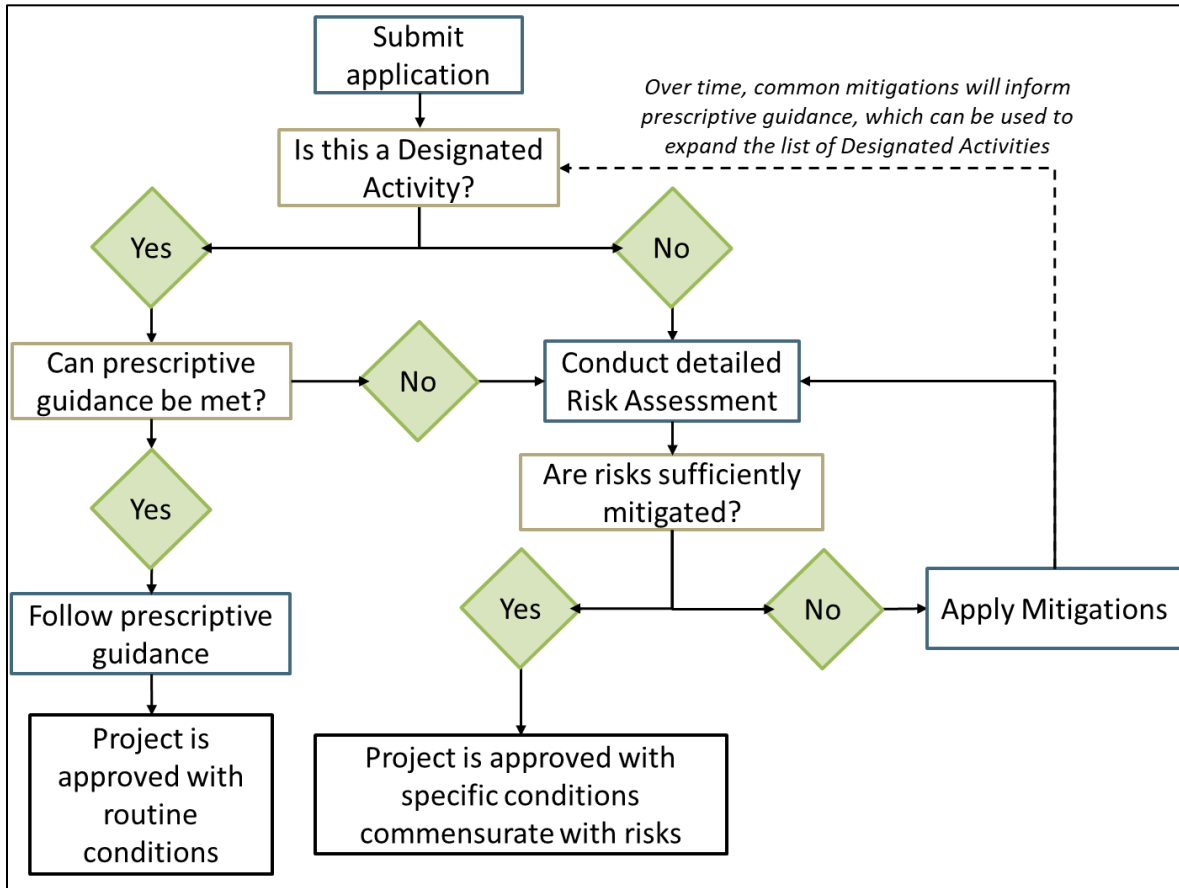 Submit
application
Over time, common mitigations will inform
prescriptive guidance, which can be used to
expand the list of Designated Activities
Is this a Designated
Activity?
Yes
No
Can prescriptive
guidance be met?
No
Conduct detailed
Risk Assessment
Yes
Are risks sufficiently
mitigated?
Follow prescriptive
guidance
Yes
No
Apply Mitigations
Project is
approved with
routine
conditions
Project is approved with
specific conditions
commensurate with risks